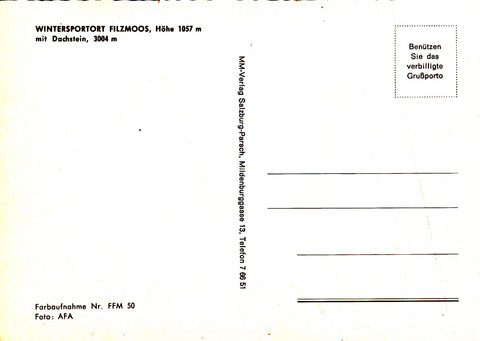 WINTERSPORTORT FILZMOOS, Höhe 1057 m
mit Dachstein, 3004 m
Benützen
Sie das
verbilligte
Grußporto
MM-Verlag Salzburg-Parsch, Mildenburggasse 13, Telefon 7 66 51
Farbaufnahme Nr. FFM 50
Foto: AFA